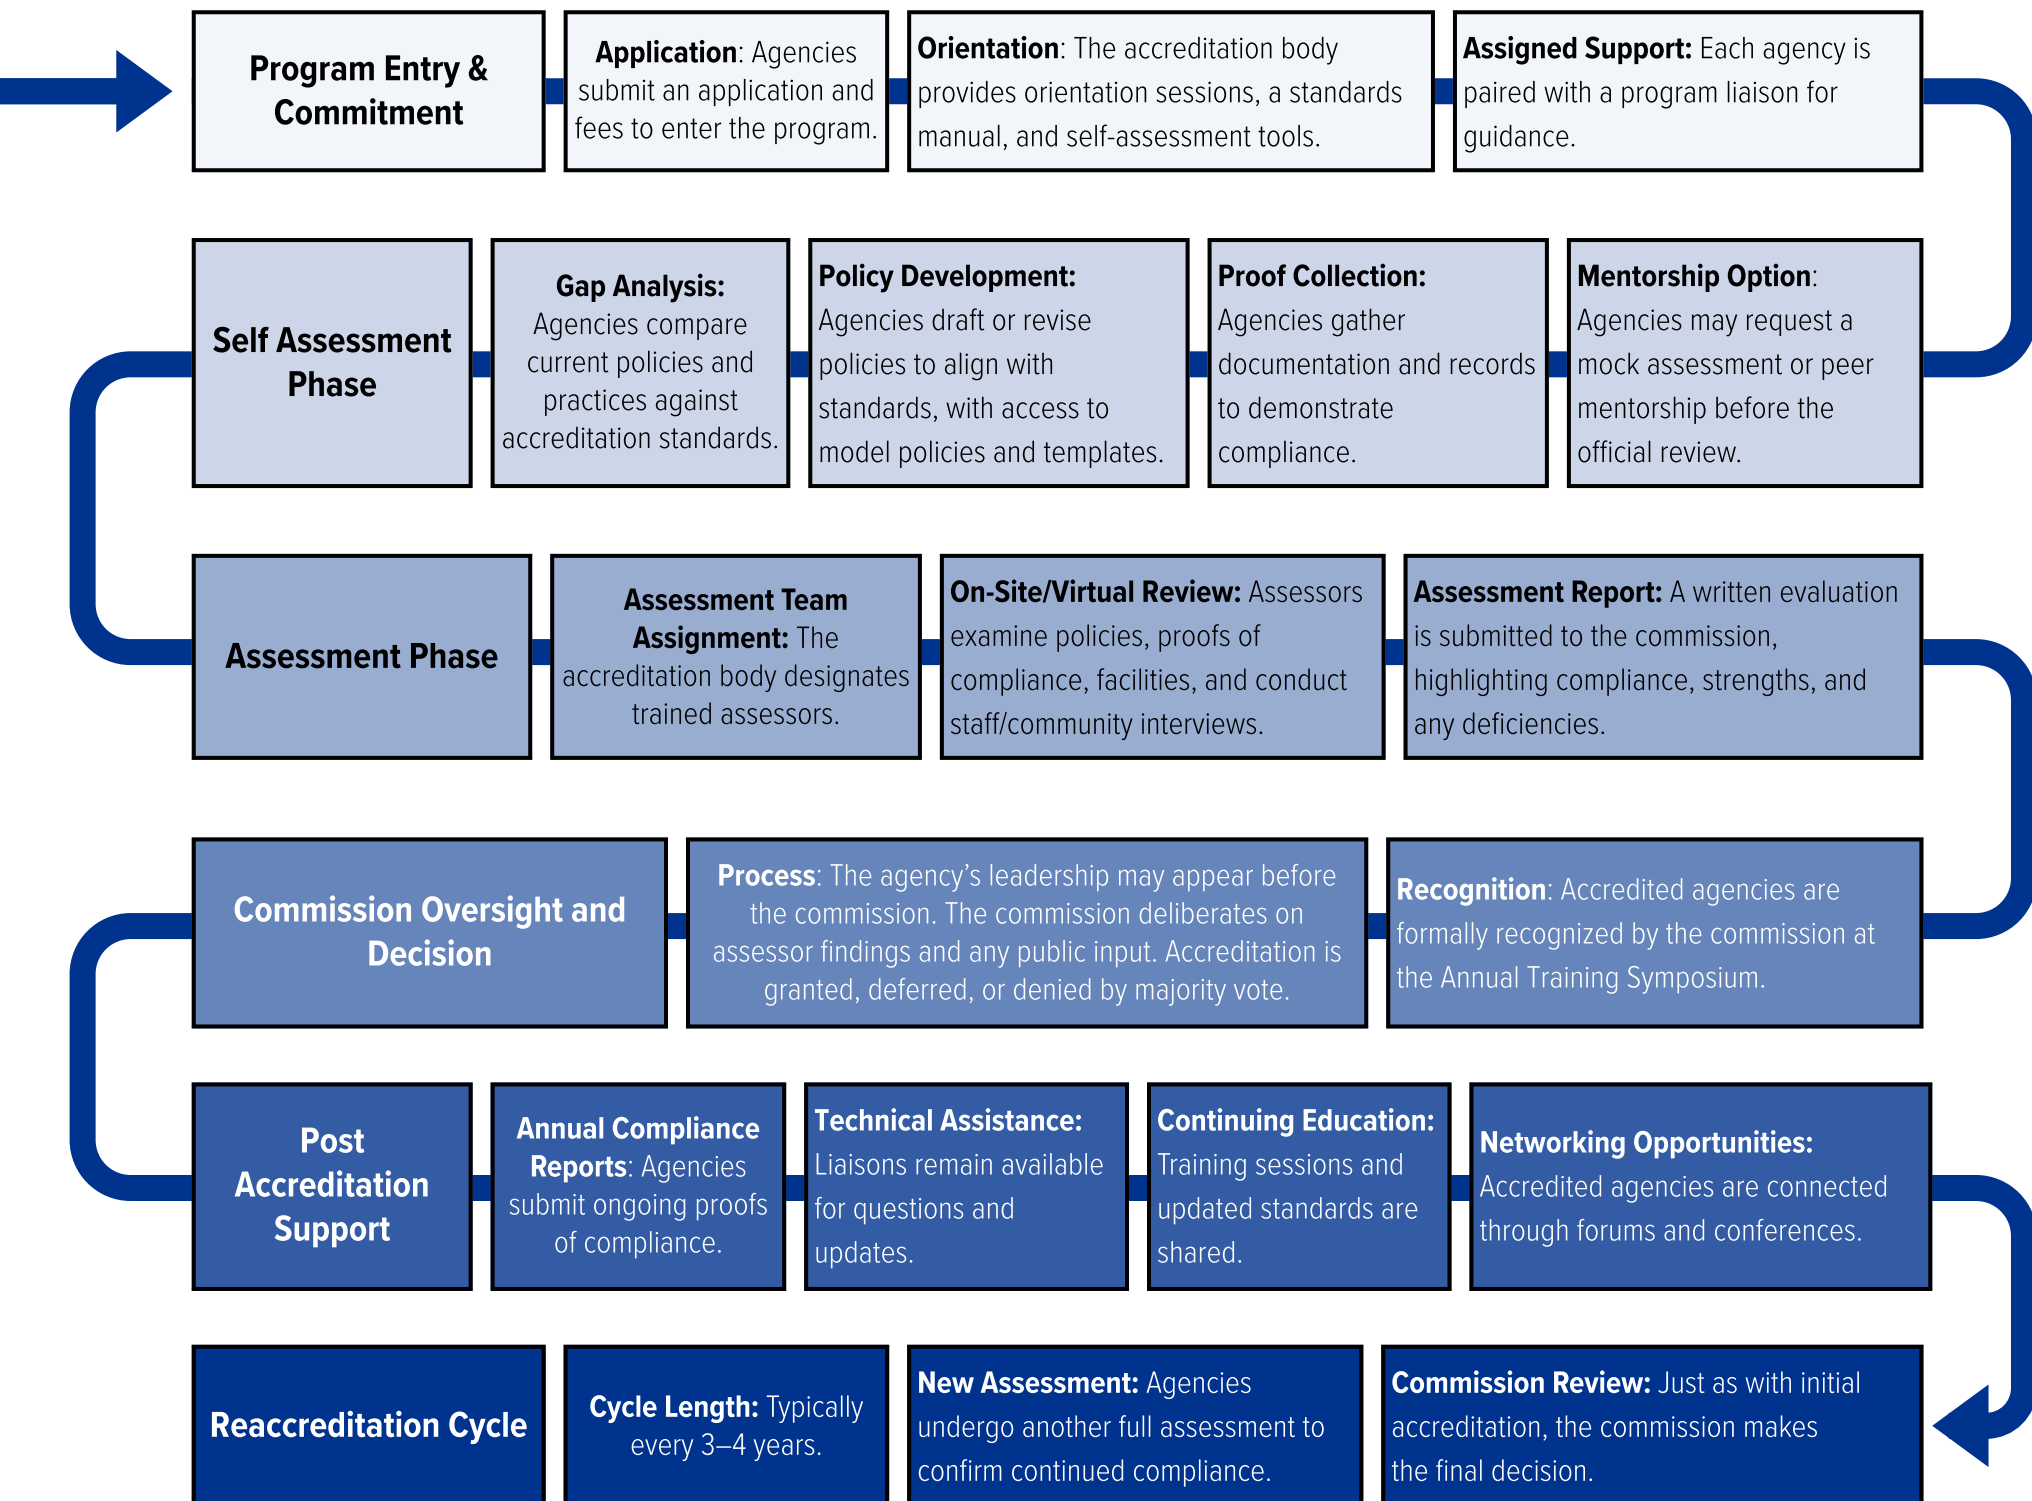 Program Entry &
Commitment
Application: Agencies
submit an application and
fees to enter the program.
Orientation: The accreditation body
provides orientation sessions, a standards
manual, and self-assessment tools.
Assigned Support: Each agency is
paired with a program liaison for
guidance.
Self Assessment
Phase
Gap Analysis:
Agencies compare
current policies and
practices against
accreditation standards.
Policy Development:
Agencies draft or revise
policies to align with
standards, with access to
model policies and templates.
Proof Collection:
Agencies gather
documentation and records
to demonstrate
compliance.
Mentorship Option:
Agencies may request a
mock assessment or peer
mentorship before the
official review.
Assessment Phase
Assessment Team
Assignment: The
accreditation body designates
trained assessors.
On-Site/Virtual Review: Assessors
examine policies, proofs of
compliance, facilities, and conduct
staff/community interviews.
Assessment Report: A written evaluation
is submitted to the commission,
highlighting compliance, strengths, and
any deficiencies.
Commission Oversight and
Decision
Process: The agency’s leadership may appear before
the commission. The commission deliberates on
assessor findings and any public input. Accreditation is
granted, deferred, or denied by majority vote.
Recognition: Accredited agencies are
formally recognized by the commission at
the Annual Training Symposium.
Post
Accreditation
Support
Annual Compliance
Reports: Agencies
submit ongoing proofs
of compliance.
Technical Assistance:
Liaisons remain available
for questions and
updates.
Continuing Education:
Training sessions and
updated standards are
shared.
Networking Opportunities:
Accredited agencies are connected
through forums and conferences.
Reaccreditation Cycle
Cycle Length: Typically
every 3–4 years.
New Assessment: Agencies
undergo another full assessment to
confirm continued compliance.
Commission Review: Just as with initial
accreditation, the commission makes
the final decision.